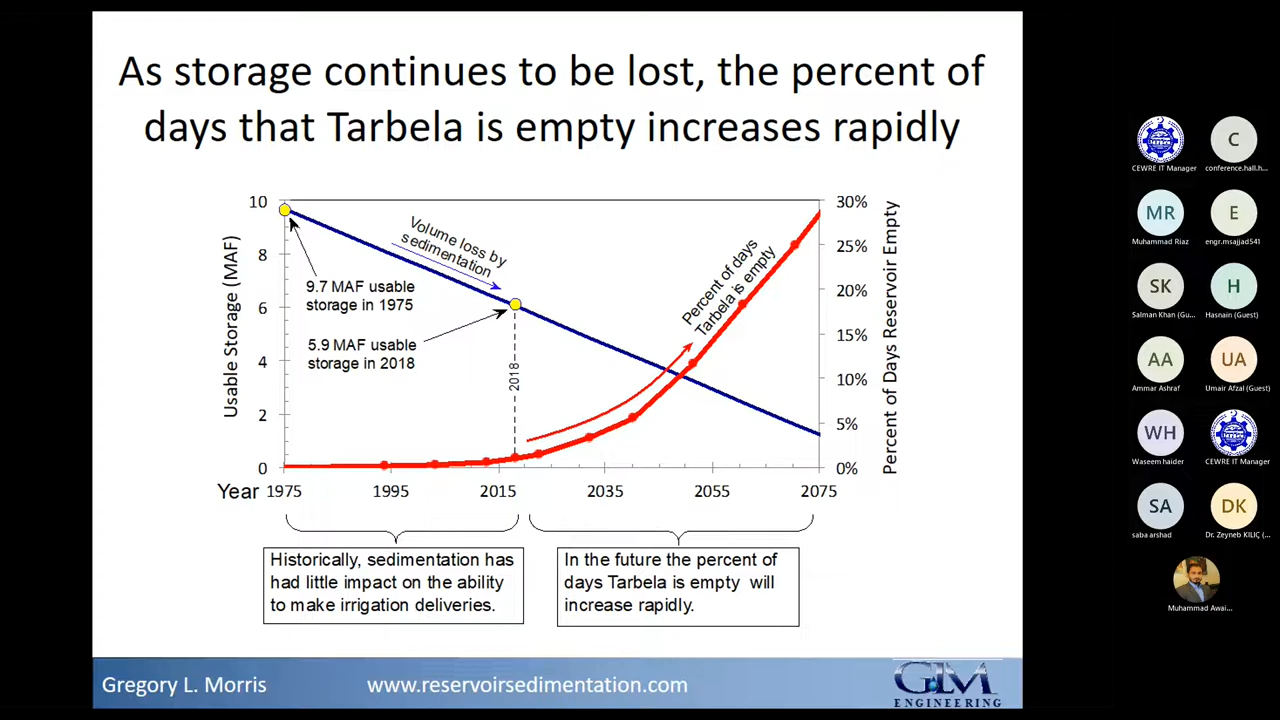 As storage continues to be lost, the percent of
days that Tarbela is empty increases rapidly
10
8
6
4
2
0
Usable Storage (MAF)
Volume loss by
sedimentation
9.7 MAF usable
storage in 1975
5.9 MAF usable
storage in 2018
2018
Percent of days
Tarbela is empty
30%
25%
20%
15%
10%
5%
0%
Percent of Days Reservoir Empty
Year 1975 1995 2015 2035 2055 2075
Historically, sedimentation has
had little impact on the ability
to make irrigation deliveries.
In the future the percent of
days Tarbela is empty will
increase rapidly.
Gregory L. Morris www.reservoirsedimentation.com
GLM
ENGINEERING
CEWRE IT Manager
C
conference.hall.h...
MR
Muhammad Riaz
E
engr.msajjad541
SK
Salman Khan (Gu...
H
Hasnain (Guest)
AA
Ammar Ashraf
UA
Umair Afzal (Guest)
WH
Waseem haider
CEWRE IT Manager
SA
saba arshad
DK
Dr. Zeyneb KILIÇ (...
Muhammad Awai...